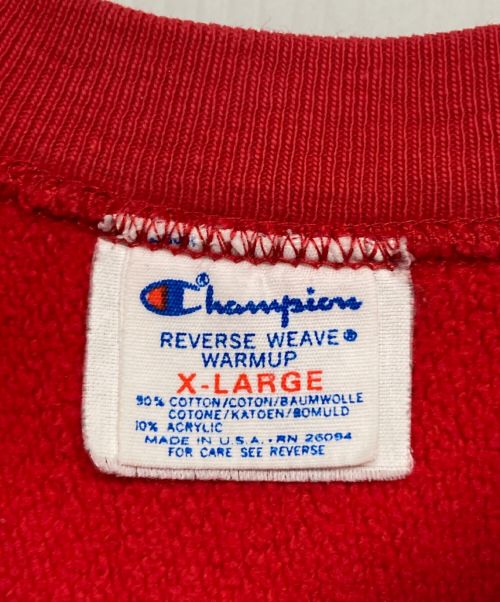 Champion®
REVERSE WEAVE®
WARMUP
X-LARGE
90% COTTON/COTON/BAUMWOLLE
COTONE/KATOEN/BOMULD
10% ACRYLIC
MADE IN U.S.A. · RN 26094
FOR CARE SEE REVERSE